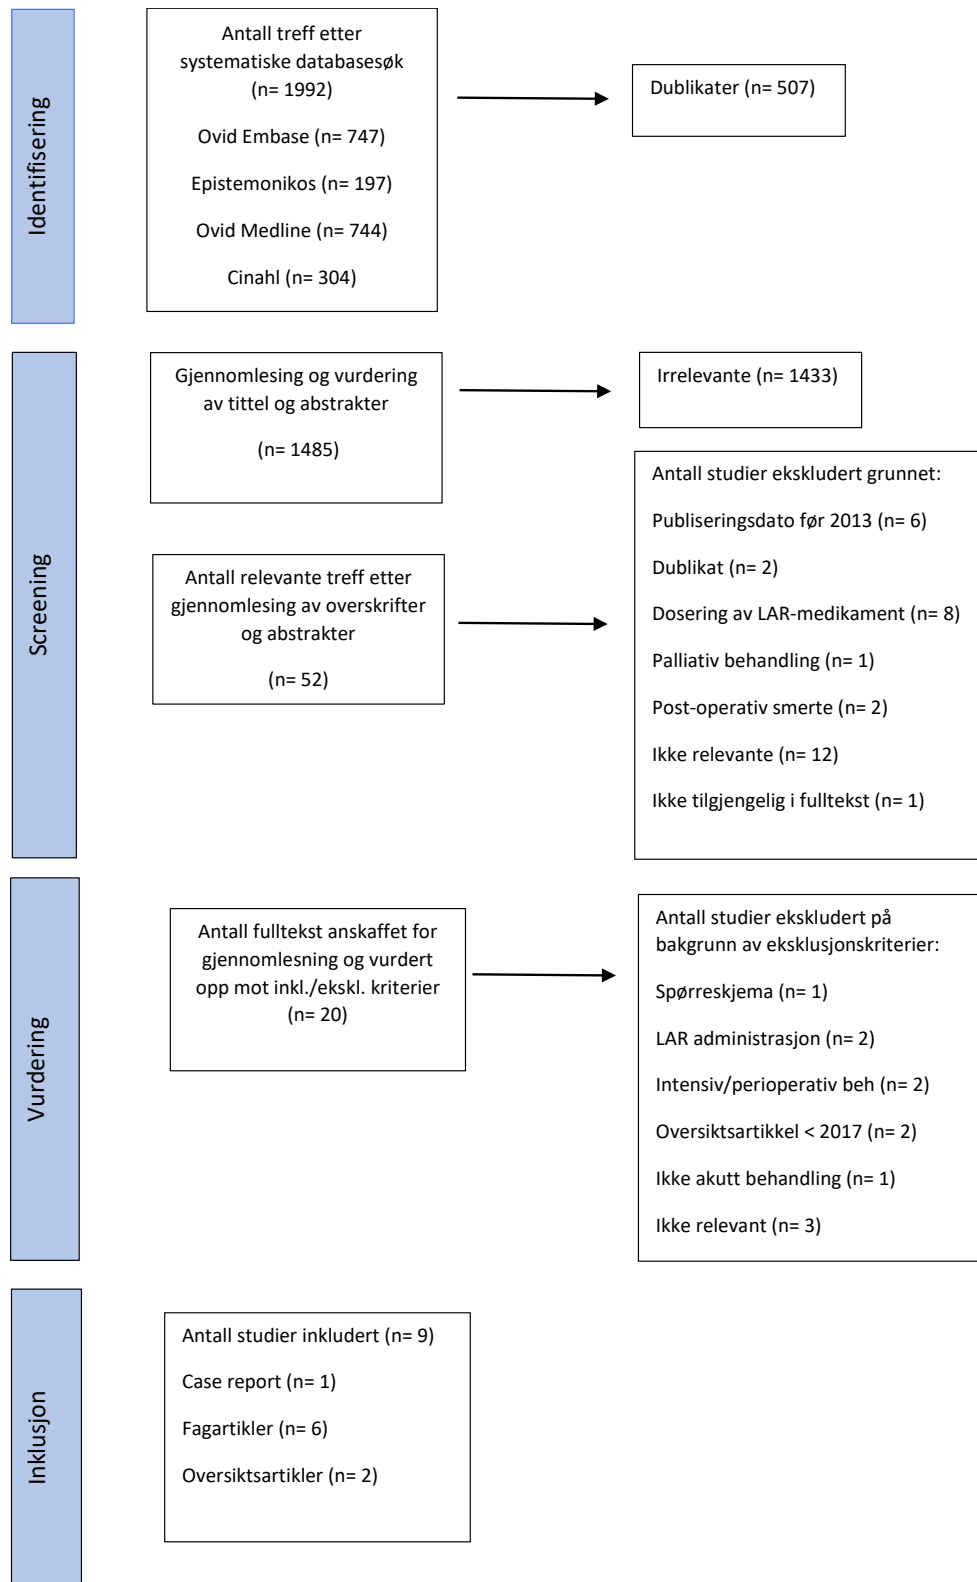 Identifisering
Antall treff etter
systematiske databasesøk
(n= 1992)
Ovid Embase (n= 747)
Epistemonikos (n= 197)
Ovid Medline (n= 744)
Cinahl (n= 304)
Dublikater (n= 507)
Screening
Gjennomlesing og vurdering
av tittel og abstrakter
(n= 1485)
Irrelevante (n= 1433)
Antall relevante treff etter
gjennomlesing av overskrifter
og abstrakter
(n= 52)
Antall studier ekskludert grunnet:
Publiseringsdato før 2013 (n= 6)
Dublikat (n= 2)
Dosering av LAR-medikament (n= 8)
Palliativ behandling (n= 1)
Post-operativ smerte (n= 2)
Ikke relevante (n= 12)
Ikke tilgjengelig i fulltekst (n= 1)
Vurdering
Antall fulltekst anskaffet for
gjennomlesning og vurdert
opp mot inkl./ekskl. kriterier
(n= 20)
Antall studier ekskludert på
bakgrunn av eksklusjonskriterier:
Spørreskjema (n= 1)
LAR administrasjon (n= 2)
Intensiv/perioperativ beh (n= 2)
Oversiktsartikkel < 2017 (n= 2)
Ikke akutt behandling (n= 1)
Ikke relevant (n= 3)
Inklusjon
Antall studier inkludert (n= 9)
Case report (n= 1)
Fagartikler (n= 6)
Oversiktsartikler (n= 2)